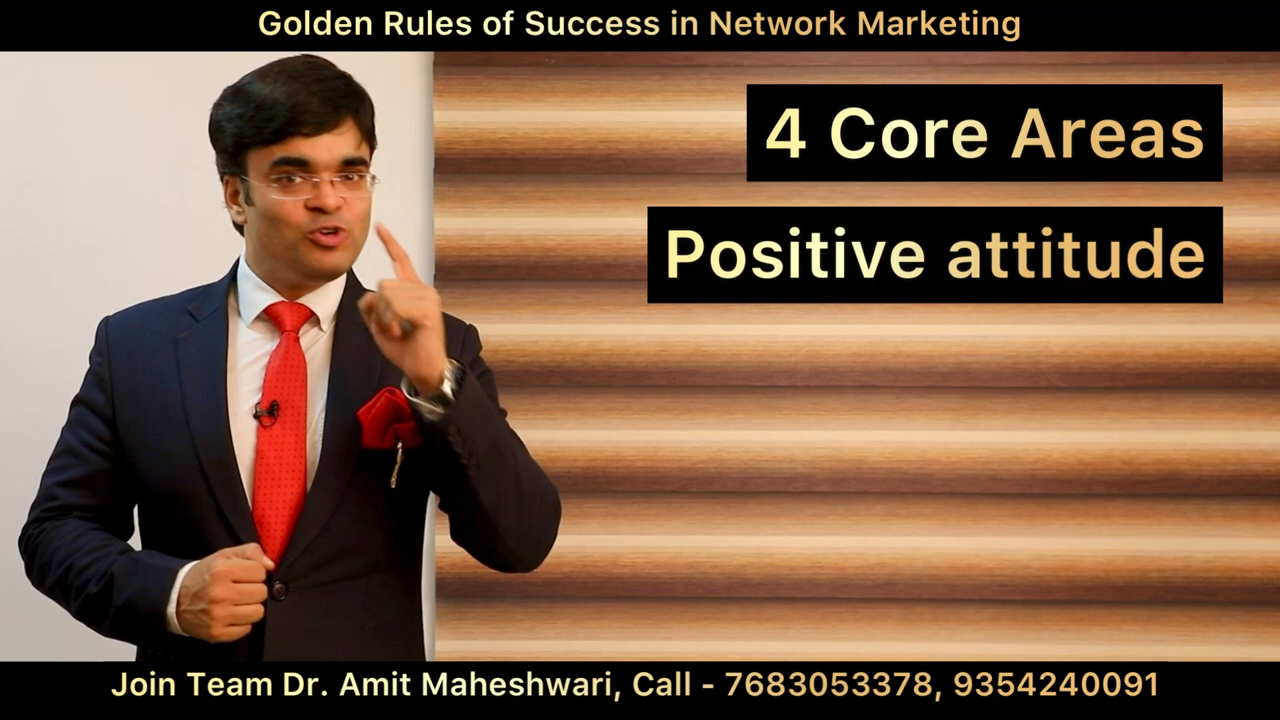 Golden Rules of Success in Network Marketing
4 Core Areas
Positive attitude
Join Team Dr. Amit Maheshwari, Call - 7683053378, 9354240091